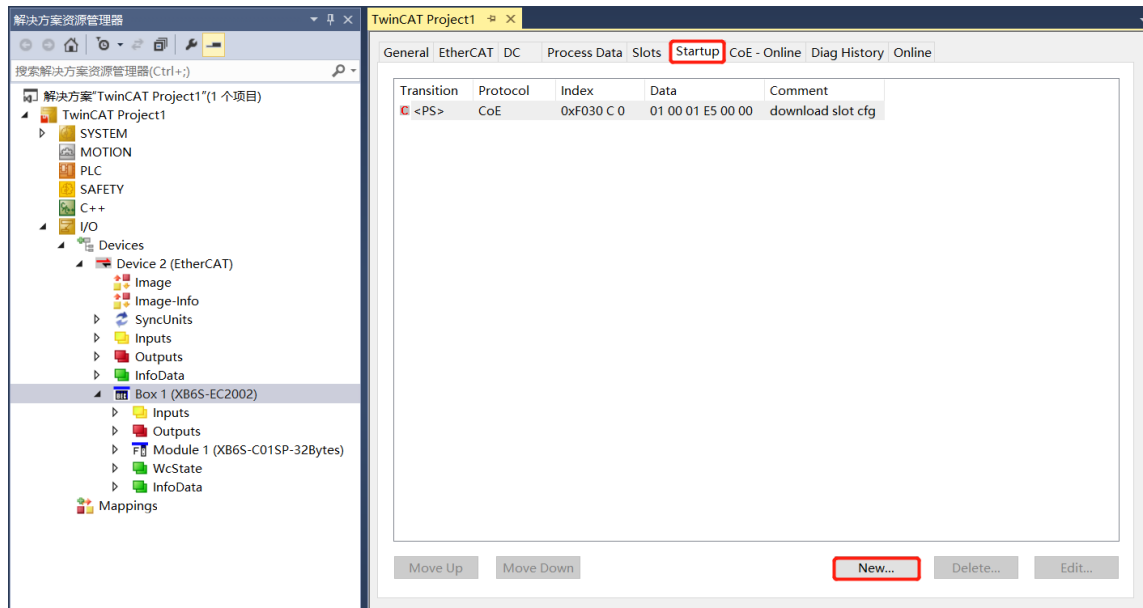 解决方案资源管理器
搜索解决方案资源管理器(Ctrl+;)
解决方案"TwinCAT Project1"(1 个项目)
TwinCAT Project1
SYSTEM
MOTION
PLC
SAFETY
C++
I/O
Devices
Device 2 (EtherCAT)
Image
Image-Info
SyncUnits
Inputs
Outputs
InfoData
Box 1 (XB6S-EC2002)
Inputs
Outputs
Module 1 (XB6S-C01SP-32Bytes)
WcState
InfoData
Mappings
TwinCAT Project1
General EtherCAT DC Process Data Slots Startup CoE - Online Diag History Online
Transition Protocol Index Data Comment
C <PS> CoE 0xF030 C 0 01 00 01 E5 00 00 download slot cfg
Move Up Move Down New... Delete... Edit...